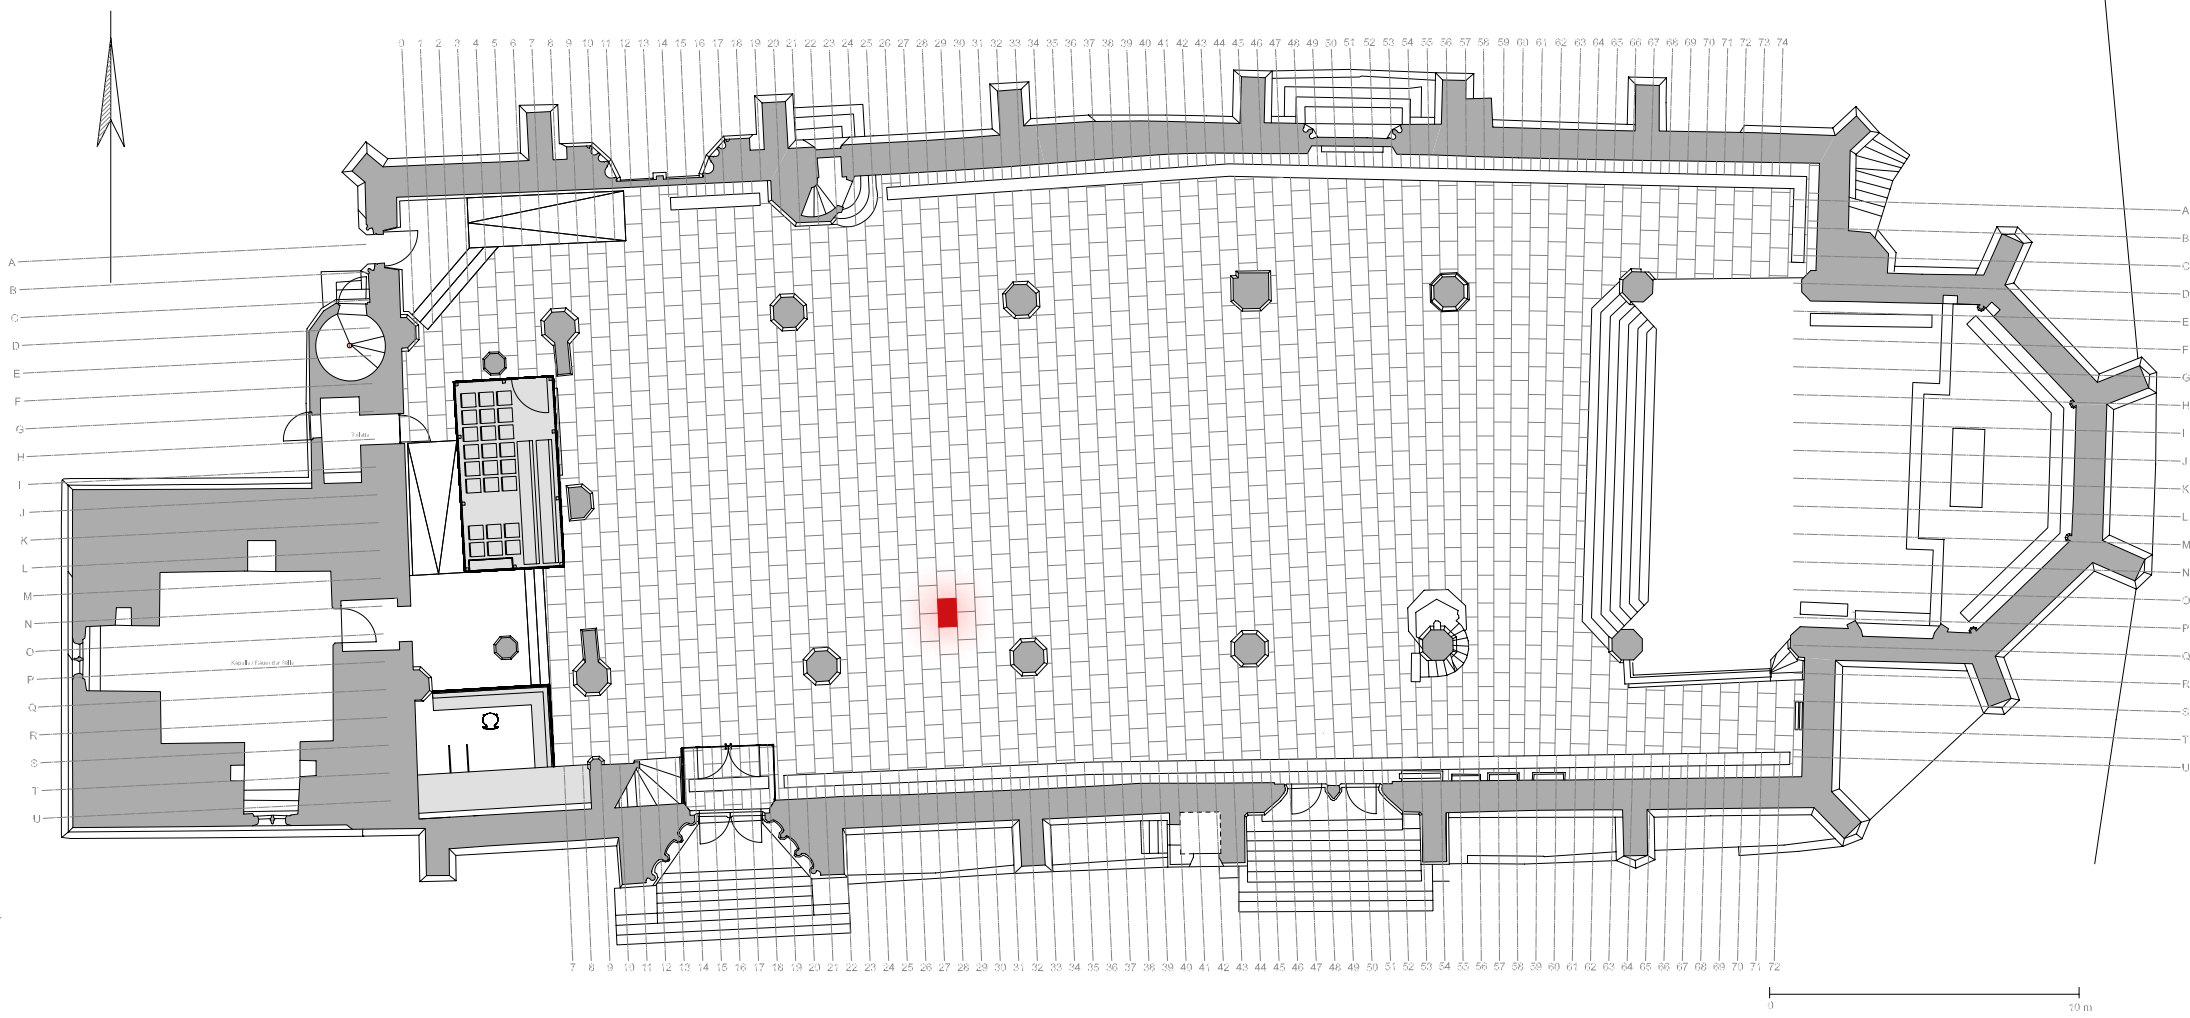 0 1 2 3 4 5 6 7 8 9 10 11 12 13 14 15 16 17 18 19 20 21 22 23 24 25 26 27 28 29 30 31 32 33 34 35 36 37 38 39 40 41 42 43 44 45 46 47 48 49 50 51 52 53 54 55 56 57 58 59 60 61 62 63 64 65 66 67 68 69 70 71 72 73 74
A
B
C
D
E
F
G
H
I
J
K
L
M
N
O
P
Q
R
S
T
U
Kapelle / Raum der Stille
A
B
C
D
E
F
G
H
I
J
K
L
M
N
O
P
Q
R
S
T
U
7 8 9 10 11 12 13 14 15 16 17 18 19 20 21 22 23 24 25 26 27 28 29 30 31 32 33 34 35 36 37 38 39 40 41 42 43 44 45 46 47 48 49 50 51 52 53 54 55 56 57 58 59 60 61 62 63 64 65 66 67 68 69 70 71 72
0 10 m